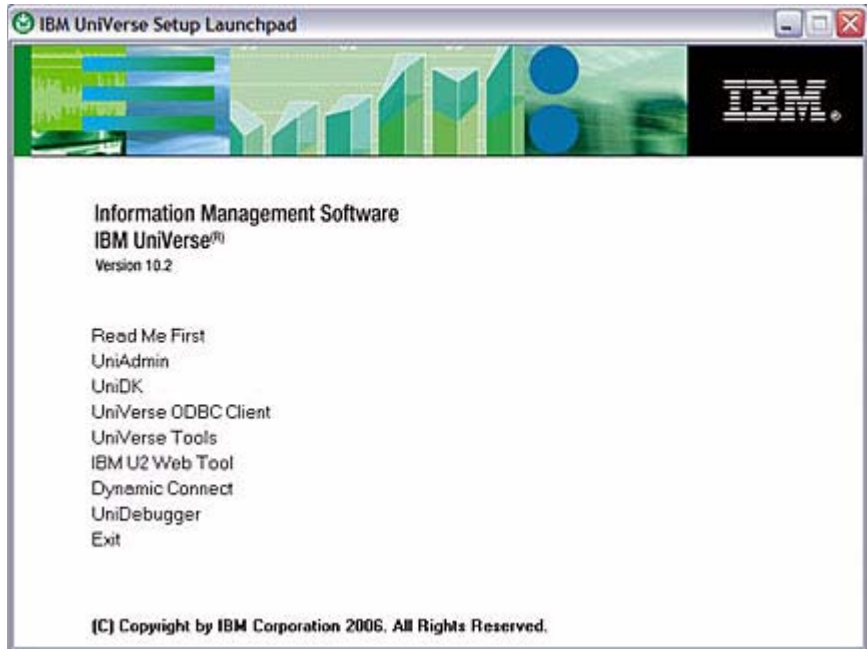 IBM UniVerse Setup Launchpad
IBM®
Information Management Software
IBM UniVerse(R)
Version 10.2
Read Me First
UniAdmin
UniDK
UniVerse ODBC Client
UniVerse Tools
IBM U2 Web Tool
Dynamic Connect
UniDebugger
Exit
(C) Copyright by IBM Corporation 2006. All Rights Reserved.